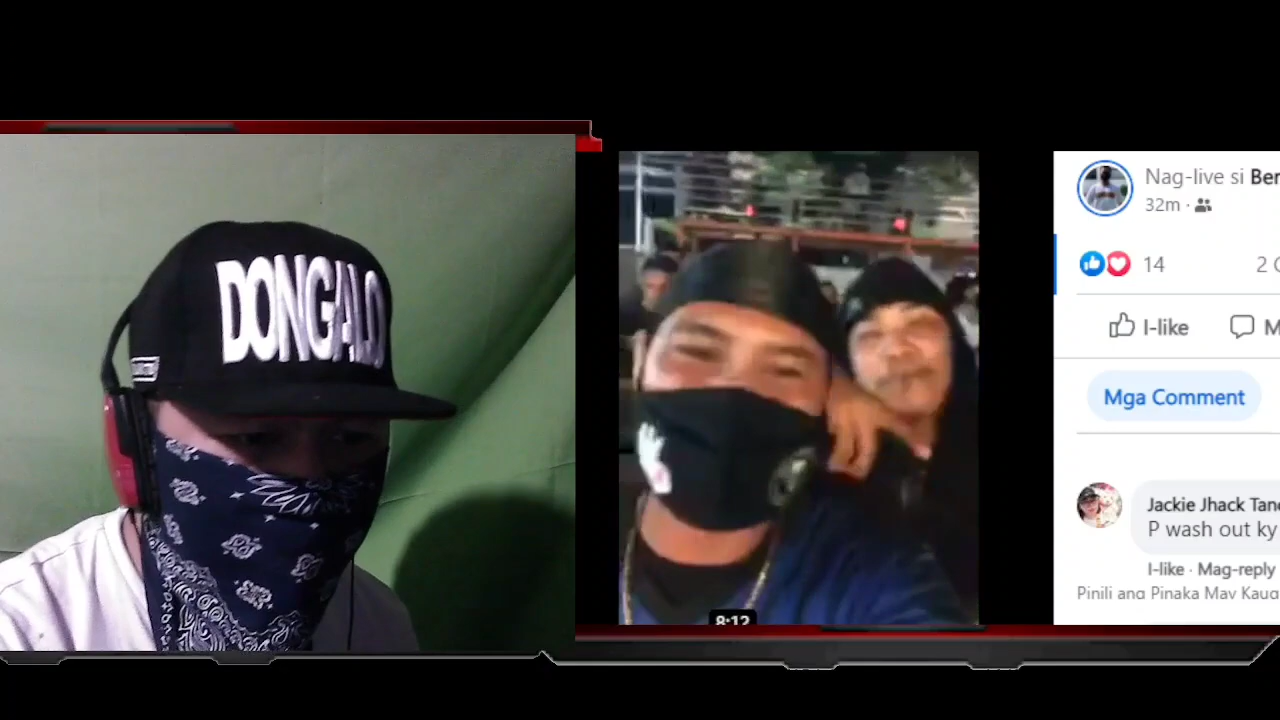 DONGALO
8:12
Nag-live si Ber
32m ·
14
2 C
I-like
M
Mga Comment
Jackie Jhack Tan
P wash out ky
I-like · Mag-reply
Pinili ang Pinaka May Kaug